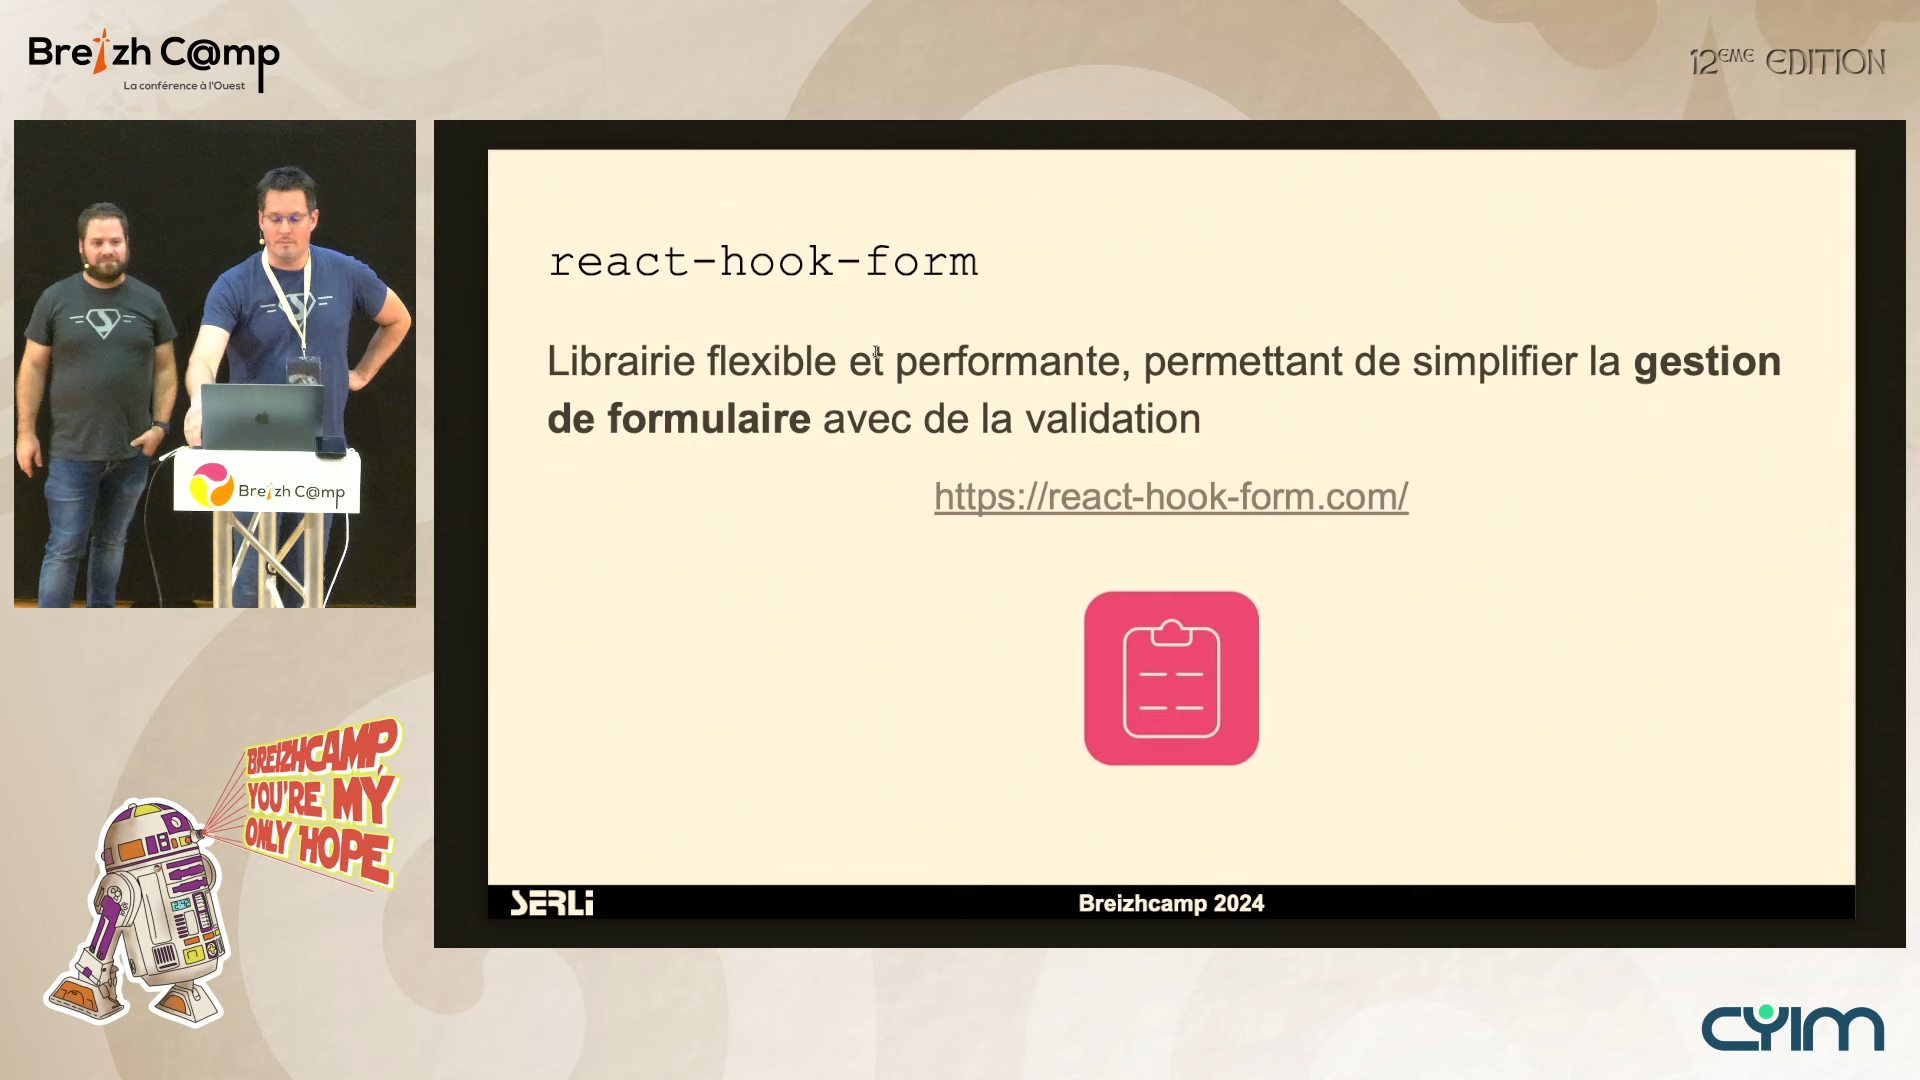 Breizh C@mp
La conférence à l'Ouest
12EME EDITION
Breizh C@mp
react-hook-form
Librairie flexible et performante, permettant de simplifier la gestion
de formulaire avec de la validation
https://react-hook-form.com/
SERLi
Breizhcamp 2024
BREIZHCAMP,
YOU'RE MY
ONLY HOPE
CYIM